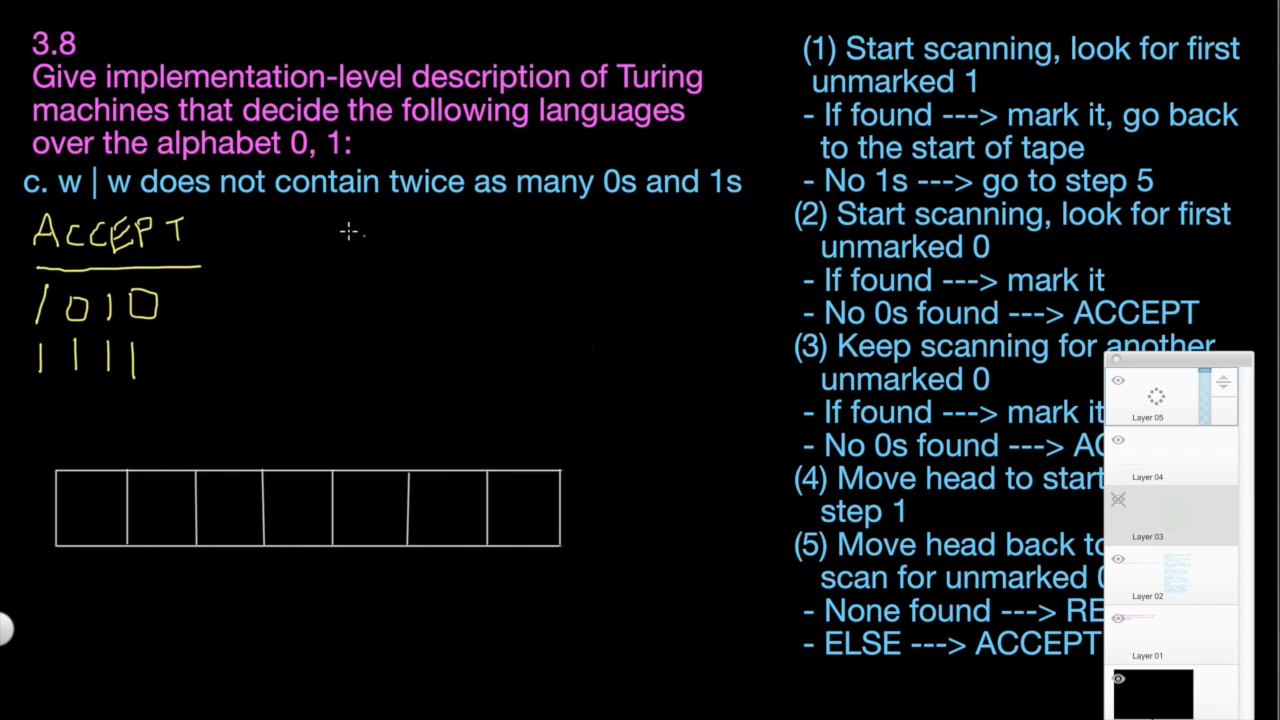 3.8
Give implementation-level description of Turing
machines that decide the following languages
over the alphabet 0, 1:
c. w | w does not contain twice as many 0s and 1s
ACCEPT
1010
1111
(1) Start scanning, look for first
unmarked 1
- If found ---> mark it, go back
to the start of tape
- No 1s ---> go to step 5
(2) Start scanning, look for first
unmarked 0
- If found ---> mark it
- No 0s found ---> ACCEPT
(3) Keep scanning for another
unmarked 0
- If found ---> mark it
- No 0s found --->
(4) Move head to start
step 1
(5) Move head back to
scan for unmarked
- None found --->
- ELSE ---> ACCEPT
Layer 05
Layer 04
Layer 03
Layer 02
Layer 01